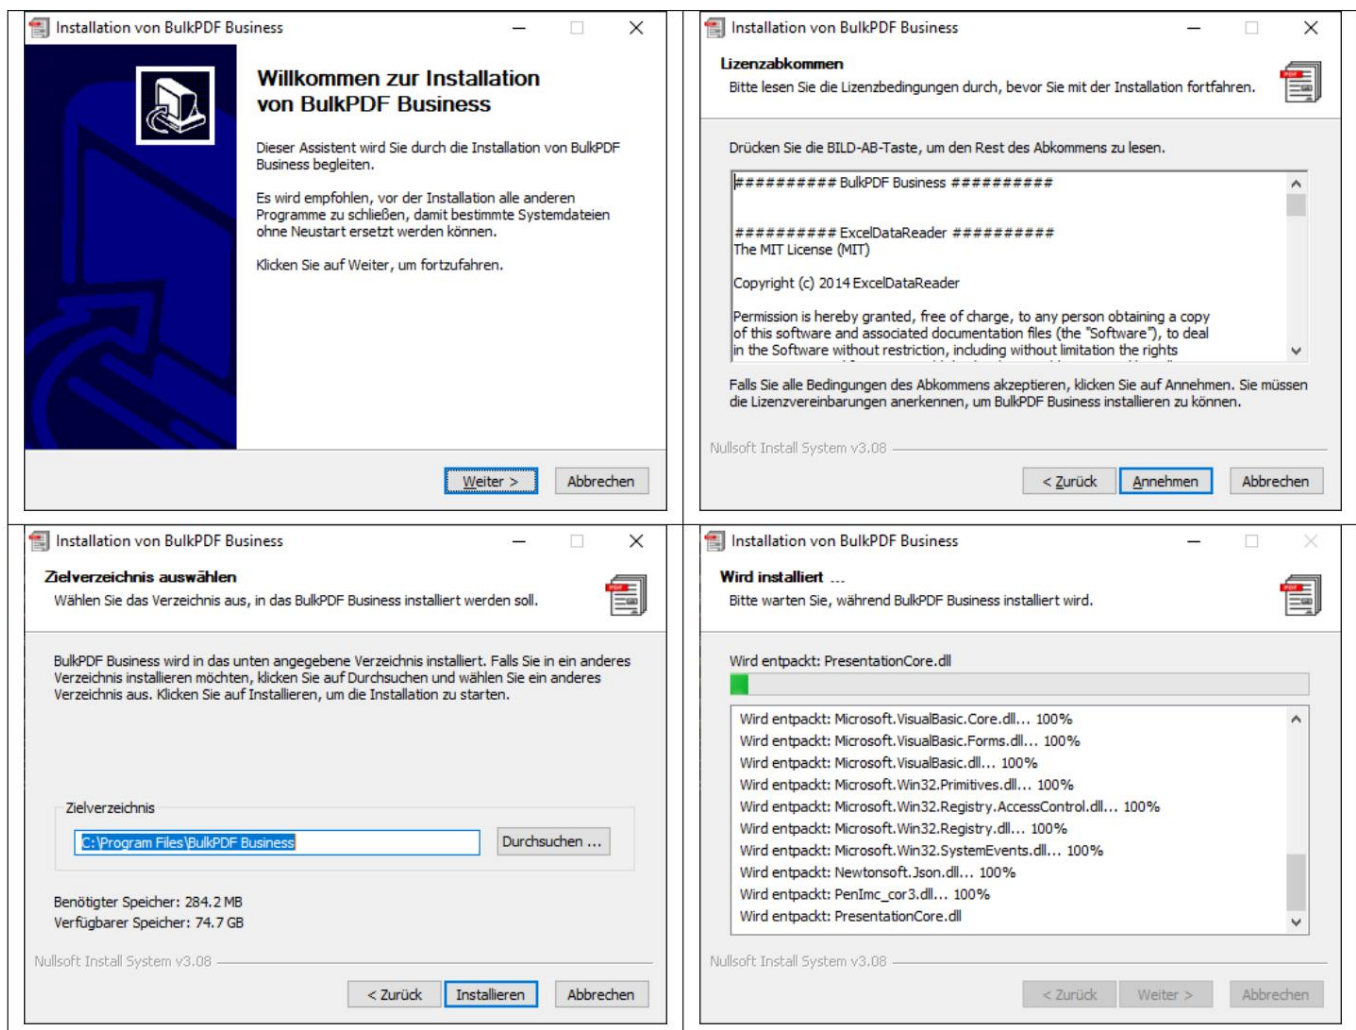 Installation von BulkPDF Business
Willkommen zur Installation
von BulkPDF Business
Dieser Assistent wird Sie durch die Installation von BulkPDF
Business begleiten.
Es wird empfohlen, vor der Installation alle anderen
Programme zu schließen, damit bestimmte Systemdateien
ohne Neustart ersetzt werden können.
Klicken Sie auf Weiter, um fortzufahren.
Weiter > Abbrechen
Installation von BulkPDF Business
Lizenzabkommen
Bitte lesen Sie die Lizenzbedingungen durch, bevor Sie mit der Installation fortfahren.
PDF
Drücken Sie die BILD-AB-Taste, um den Rest des Abkommens zu lesen.
########## BulkPDF Business ##########
########## ExcelDataReader ##########
The MIT License (MIT)
Copyright (c) 2014 ExcelDataReader
Permission is hereby granted, free of charge, to any person obtaining a copy
of this software and associated documentation files (the "Software"), to deal
in the Software without restriction, including without limitation the rights
Falls Sie alle Bedingungen des Abkommens akzeptieren, klicken Sie auf Annehmen. Sie müssen
die Lizenzvereinbarungen anerkennen, um BulkPDF Business installieren zu können.
Nullsoft Install System v3.08
< Zurück Annehmen Abbrechen
Installation von BulkPDF Business
Zielverzeichnis auswählen
Wählen Sie das Verzeichnis aus, in das BulkPDF Business installiert werden soll.
PDF
BulkPDF Business wird in das unten angegebene Verzeichnis installiert. Falls Sie in ein anderes
Verzeichnis installieren möchten, klicken Sie auf Durchsuchen und wählen Sie ein anderes
Verzeichnis aus. Klicken Sie auf Installieren, um die Installation zu starten.
Zielverzeichnis
C:\Program Files\BulkPDF Business Durchsuchen ...
Benötigter Speicher: 284.2 MB
Verfügbarer Speicher: 74.7 GB
Nullsoft Install System v3.08
< Zurück Installieren Abbrechen
Installation von BulkPDF Business
Wird installiert ...
Bitte warten Sie, während BulkPDF Business installiert wird.
PDF
Wird entpackt: PresentationCore.dll
Wird entpackt: Microsoft.VisualBasic.Core.dll... 100%
Wird entpackt: Microsoft.VisualBasic.Forms.dll... 100%
Wird entpackt: Microsoft.VisualBasic.dll... 100%
Wird entpackt: Microsoft.Win32.Primitives.dll... 100%
Wird entpackt: Microsoft.Win32.Registry.AccessControl.dll... 100%
Wird entpackt: Microsoft.Win32.Registry.dll... 100%
Wird entpackt: Microsoft.Win32.SystemEvents.dll... 100%
Wird entpackt: Newtonsoft.Json.dll... 100%
Wird entpackt: PenImc_cor3.dll... 100%
Wird entpackt: PresentationCore.dll
Nullsoft Install System v3.08
< Zurück Weiter > Abbrechen